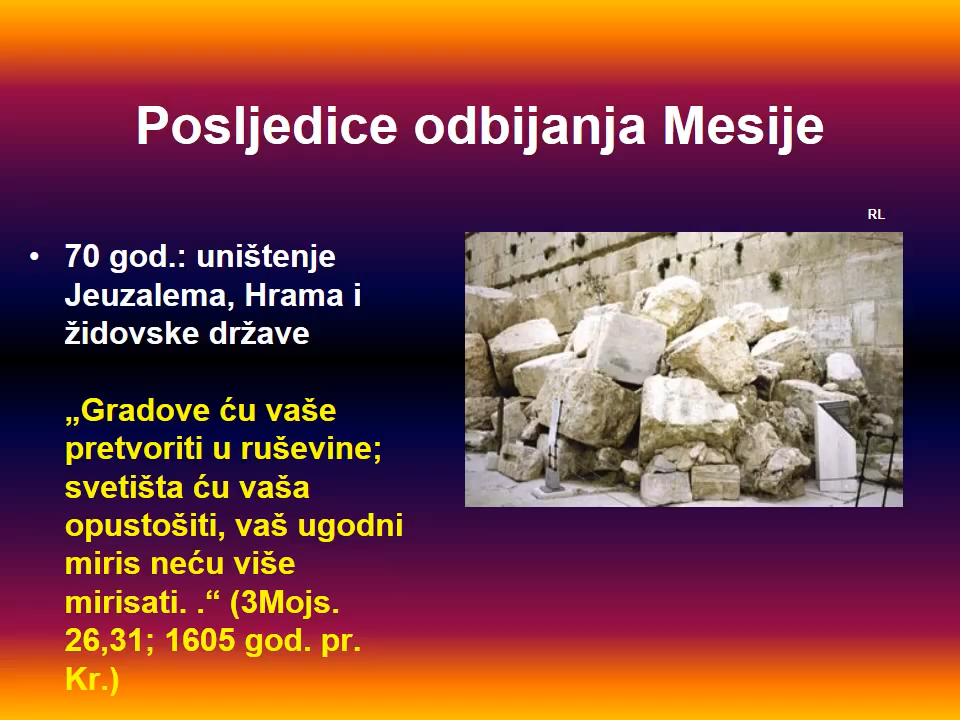 Posljedice odbijanja Mesije
RL
• 70 god.: uništenje
Jeuzalema, Hrama i
židovske države
„Gradove ću vaše
pretvoriti u ruševine;
svetišta ću vaša
opustošiti, vaš ugodni
miris neću više
mirisati. .“ (3Mojs.
26,31; 1605 god. pr.
Kr.)